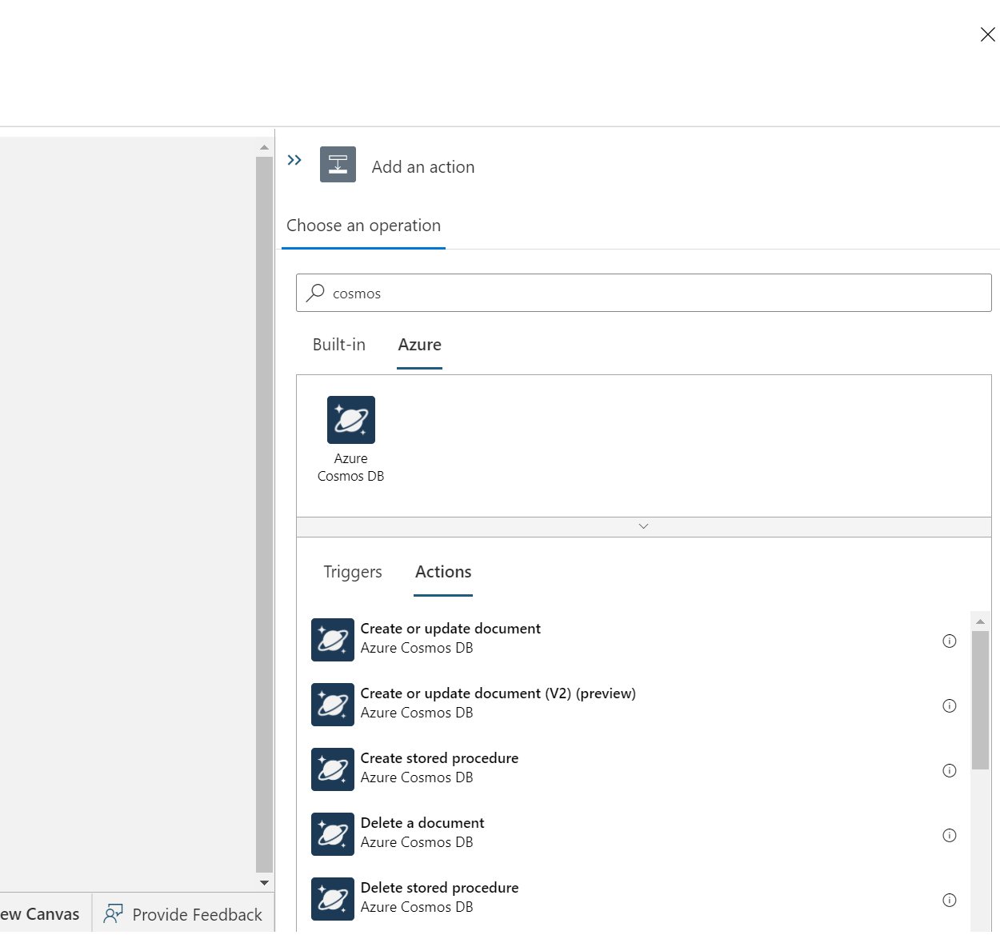 Add an action
Choose an operation
cosmos
Built-in
Azure
Azure
Cosmos DB
Triggers
Actions
Create or update document
Azure Cosmos DB
Create or update document (V2) (preview)
Azure Cosmos DB
Create stored procedure
Azure Cosmos DB
Delete a document
Azure Cosmos DB
Delete stored procedure
Azure Cosmos DB
ew Canvas
Provide Feedback